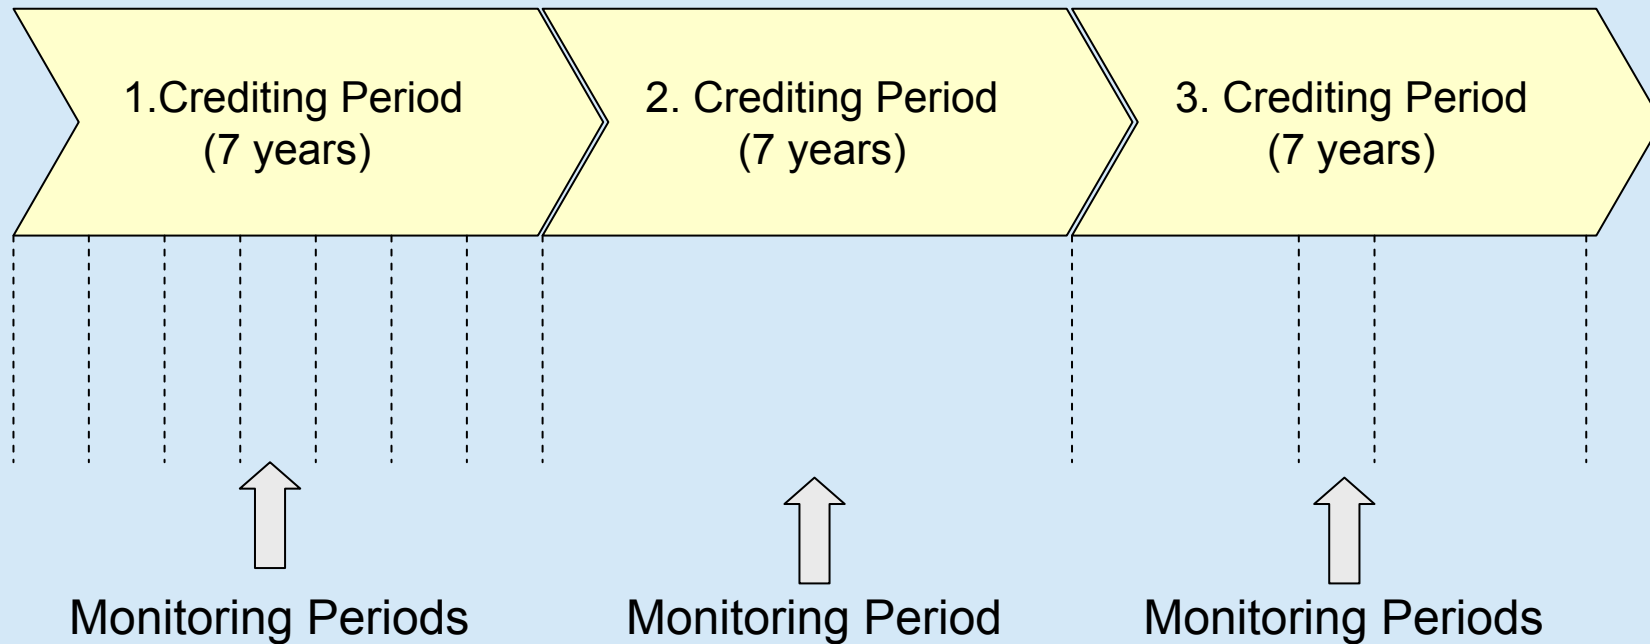 1.Crediting Period
(7 years)
2. Crediting Period
(7 years)
3. Crediting Period
(7 years)
Monitoring Periods
Monitoring Period
Monitoring Periods